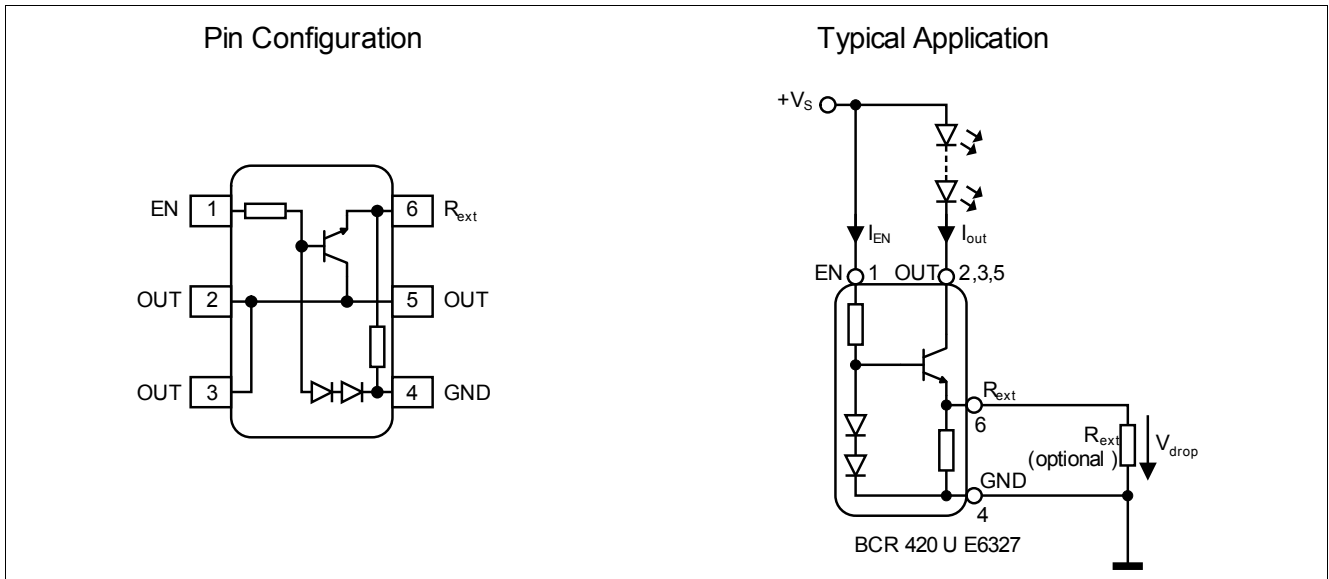 Pin Configuration
EN 1
6 Rext
OUT 2
5 OUT
OUT 3
4 GND
Typical Application
+VS
IEN
Iout
EN 1 OUT 2,3,5
Rext
6
Rext
(optional )
Vdrop
GND
4
BCR 420 U E6327